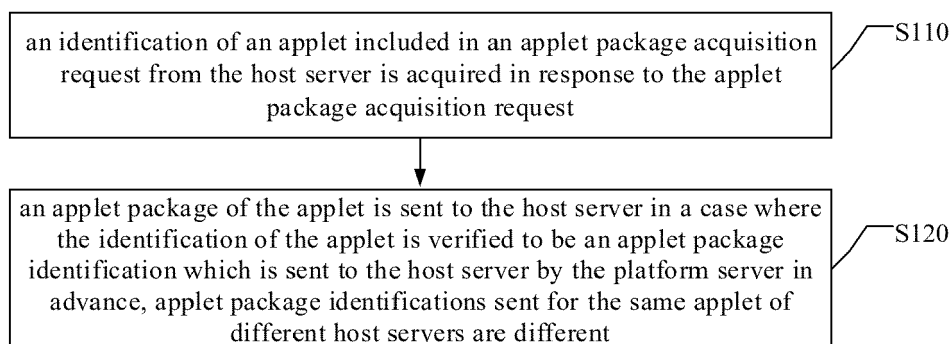 an identification of an applet included in an applet package acquisition
request from the host server is acquired in response to the applet
package acquisition request
S110
an applet package of the applet is sent to the host server in a case where
the identification of the applet is verified to be an applet package
identification which is sent to the host server by the platform server in
advance, applet package identifications sent for the same applet of
different host servers are different
S120